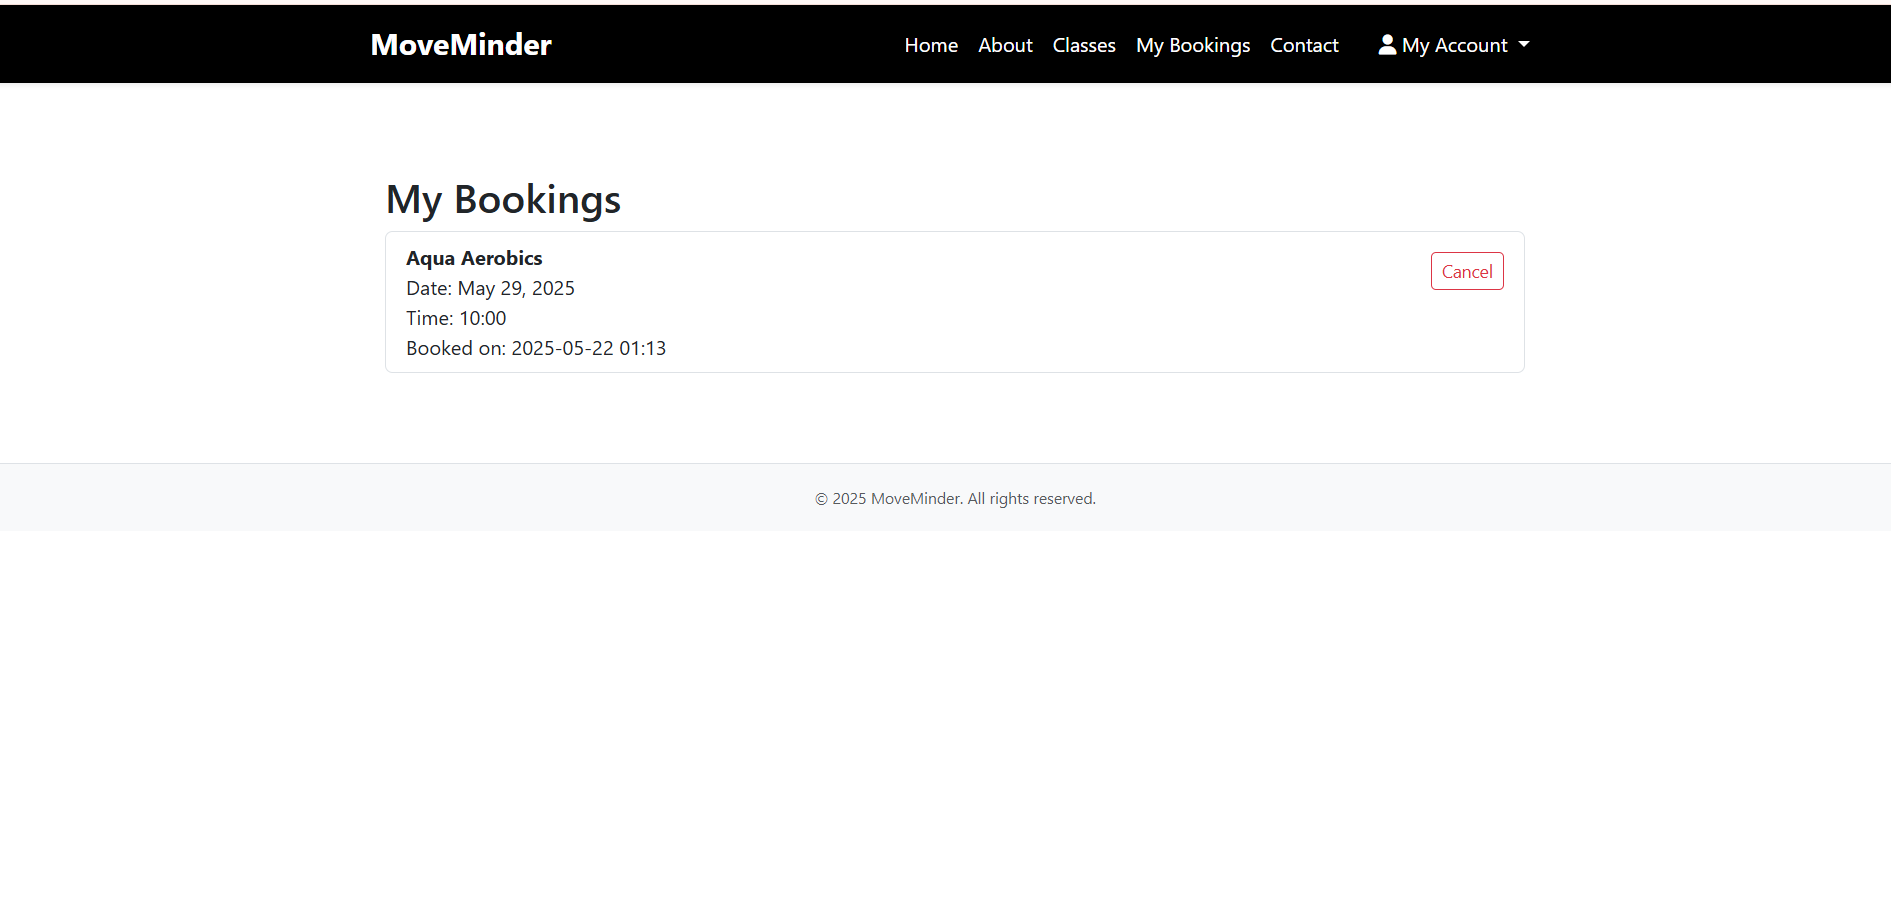 MoveMinder
Home About Classes My Bookings Contact My Account
My Bookings
Aqua Aerobics
Cancel
Date: May 29, 2025
Time: 10:00
Booked on: 2025-05-22 01:13
© 2025 MoveMinder. All rights reserved.